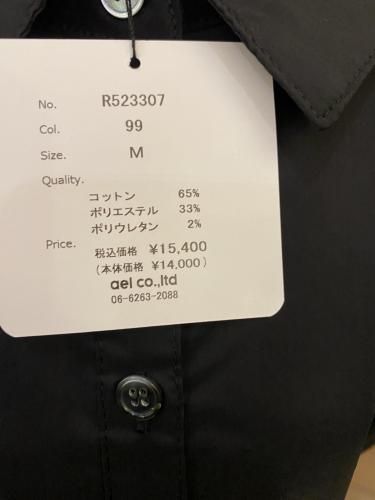 No. R523307
Col. 99
Size. M
Quality.
コットン 65%
ポリエステル 33%
ポリウレタン 2%
Price. 税込価格 ¥15,400
(本体価格 ¥14,000)
ael co.,ltd
06-6263-2088